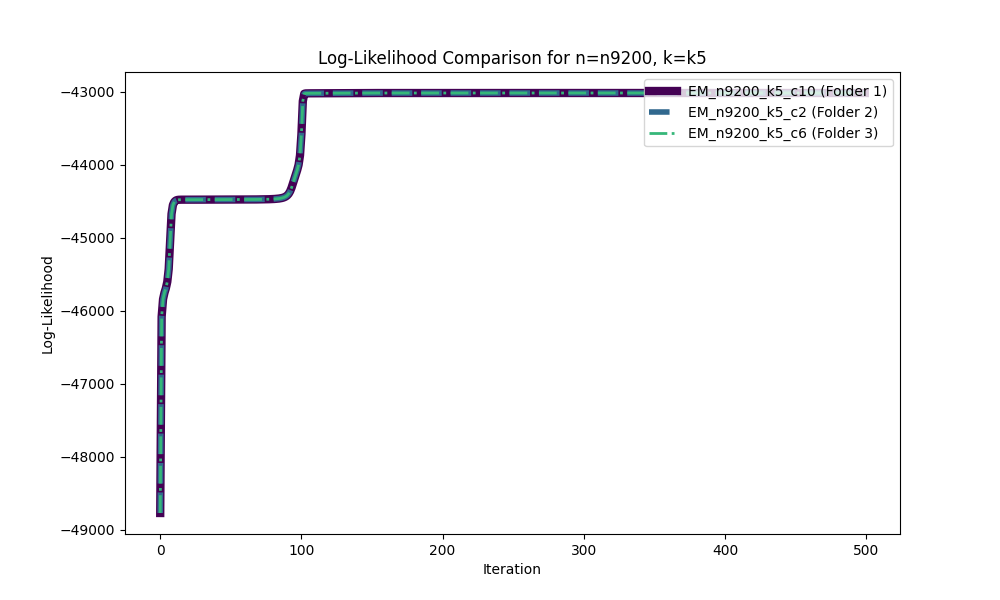 Log-Likelihood Comparison for n=n9200, k=k5
−43000
−44000
−45000
−46000
−47000
−48000
−49000
Log-Likelihood
EM_n9200_k5_c10 (Folder 1)
EM_n9200_k5_c2 (Folder 2)
EM_n9200_k5_c6 (Folder 3)
0 100 200 300 400 500
Iteration